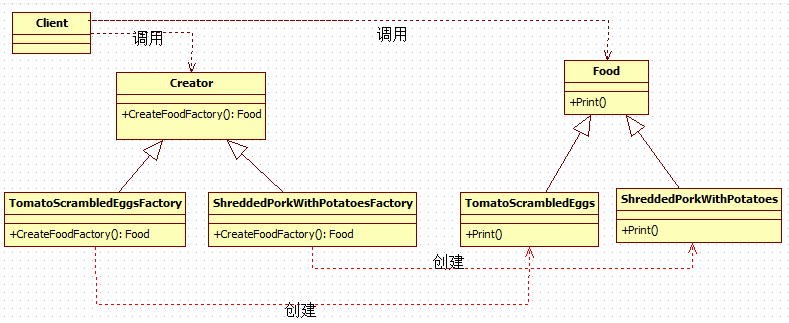 Client
调用
调用
Creator
+CreateFoodFactory(): Food
Food
+Print()
TomatoScrambledEggsFactory
+CreateFoodFactory(): Food
ShreddedPorkWithPotatoesFactory
+CreateFoodFactory(): Food
TomatoScrambledEggs
+Print()
ShreddedPorkWithPotatoes
+Print()
创建
创建